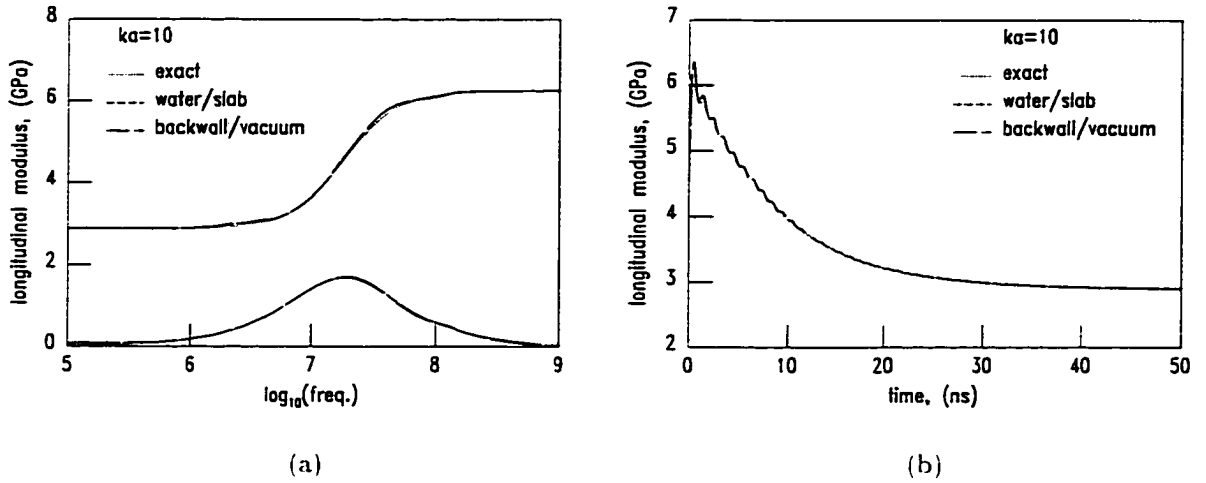 8
6
4
2
0
longitudinal modulus, (GPa)
ka=10
exact
water/slab
backwall/vacuum
5 6 7 8 9
log₁₀(freq.)
(a)
7
6
5
4
3
2
longitudinal modulus, (GPa)
ka=10
exact
water/slab
backwall/vacuum
0 10 20 30 40 50
time, (ns)
(b)